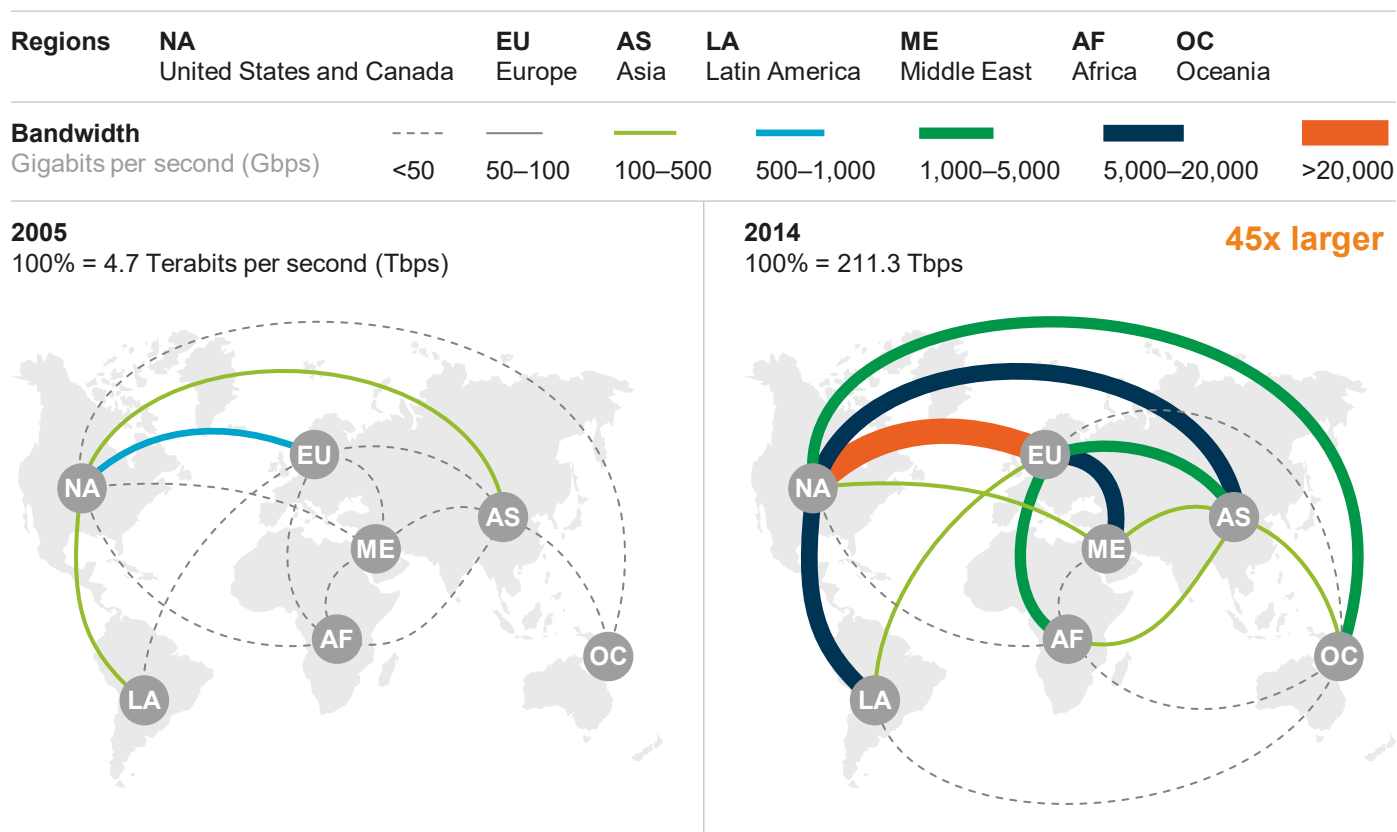 Regions
NA
United States and Canada
EU
Europe
AS
Asia
LA
Latin America
ME
Middle East
AF
Africa
OC
Oceania
Bandwidth
Gigabits per second (Gbps)
<50
50–100
100–500
500–1,000
1,000–5,000
5,000–20,000
>20,000
2005
100% = 4.7 Terabits per second (Tbps)
NA
EU
AS
ME
AF
OC
LA
2014
100% = 211.3 Tbps
45x larger
NA
EU
AS
ME
AF
OC
LA